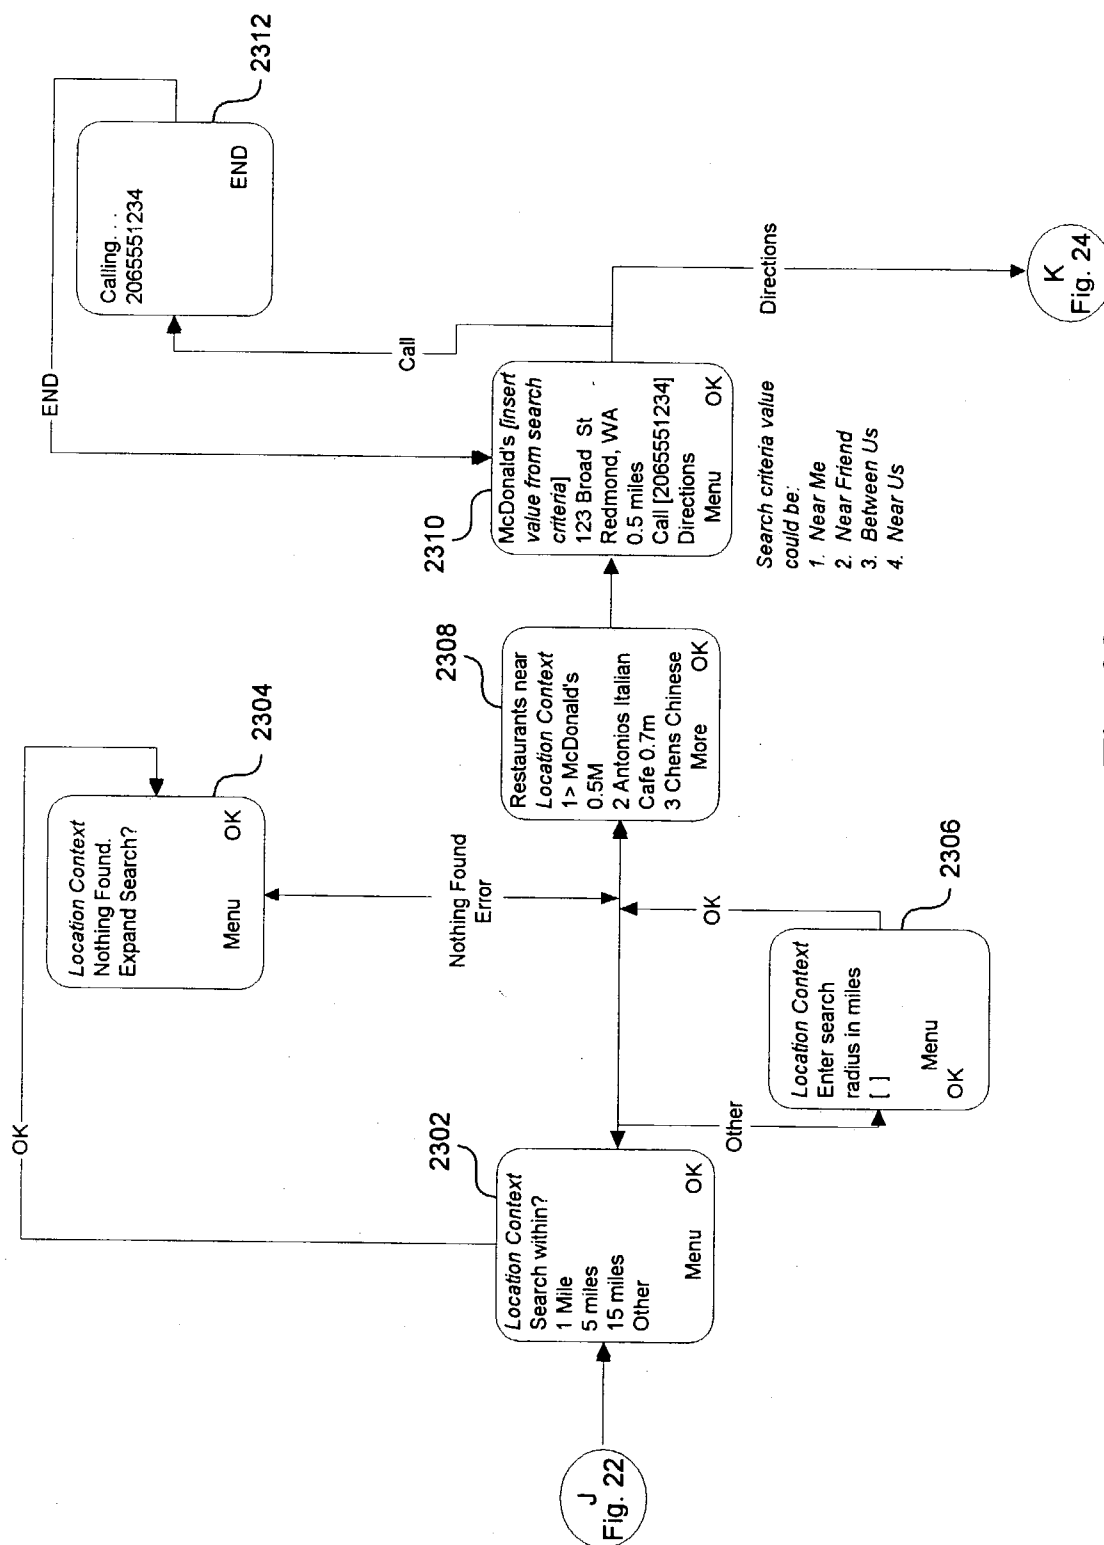 J
Fig. 22
2302
Location Context
Search within?
1 Mile
5 miles
15 miles
Other
Menu OK
OK
2304
Location Context
Nothing Found.
Expand Search?
Menu OK
Nothing Found
Error
Other
2306
Location Context
Enter search
radius in miles
[ ]
Menu
OK
OK
2308
Restaurants near
Location Context
1> McDonald's
0.5M
2 Antonios Italian
Cafe 0.7m
3 Chens Chinese
More OK
2310
McDonald's [insert
value from search
criteria]
123 Broad St
Redmond, WA
0.5 miles
Call [2065551234]
Directions
Menu OK
Search criteria value
could be:
1. Near Me
2. Near Friend
3. Between Us
4. Near Us
Call
END
2312
Calling. . .
2065551234
END
Directions
K
Fig. 24